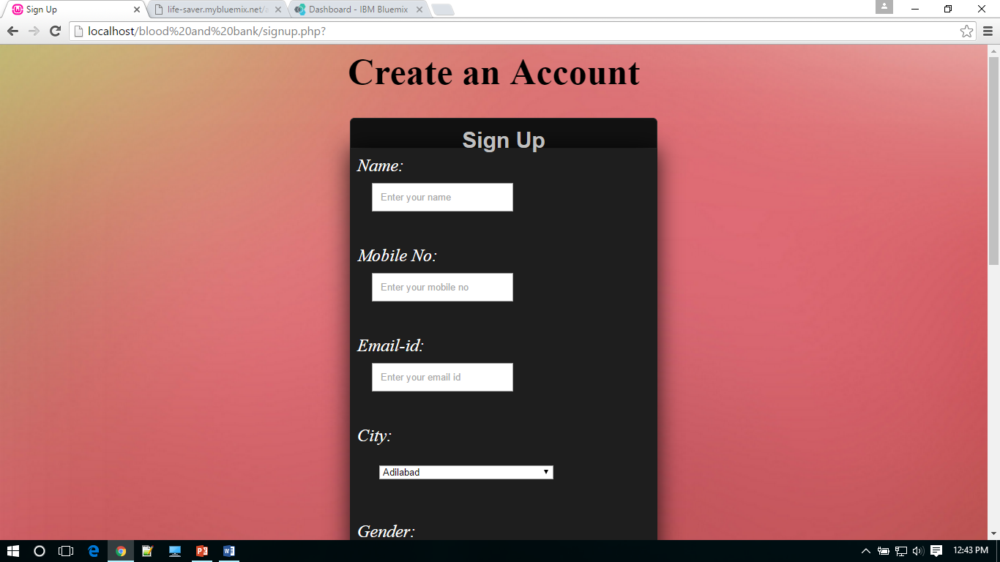 Sign Up
life-saver.mybluemix.net/
Dashboard - IBM Bluemix
localhost/blood%20and%20bank/signup.php?
Create an Account
Sign Up
Name:
Enter your name
Mobile No:
Enter your mobile no
Email-id:
Enter your email id
City:
Adilabad
Gender:
12:43 PM